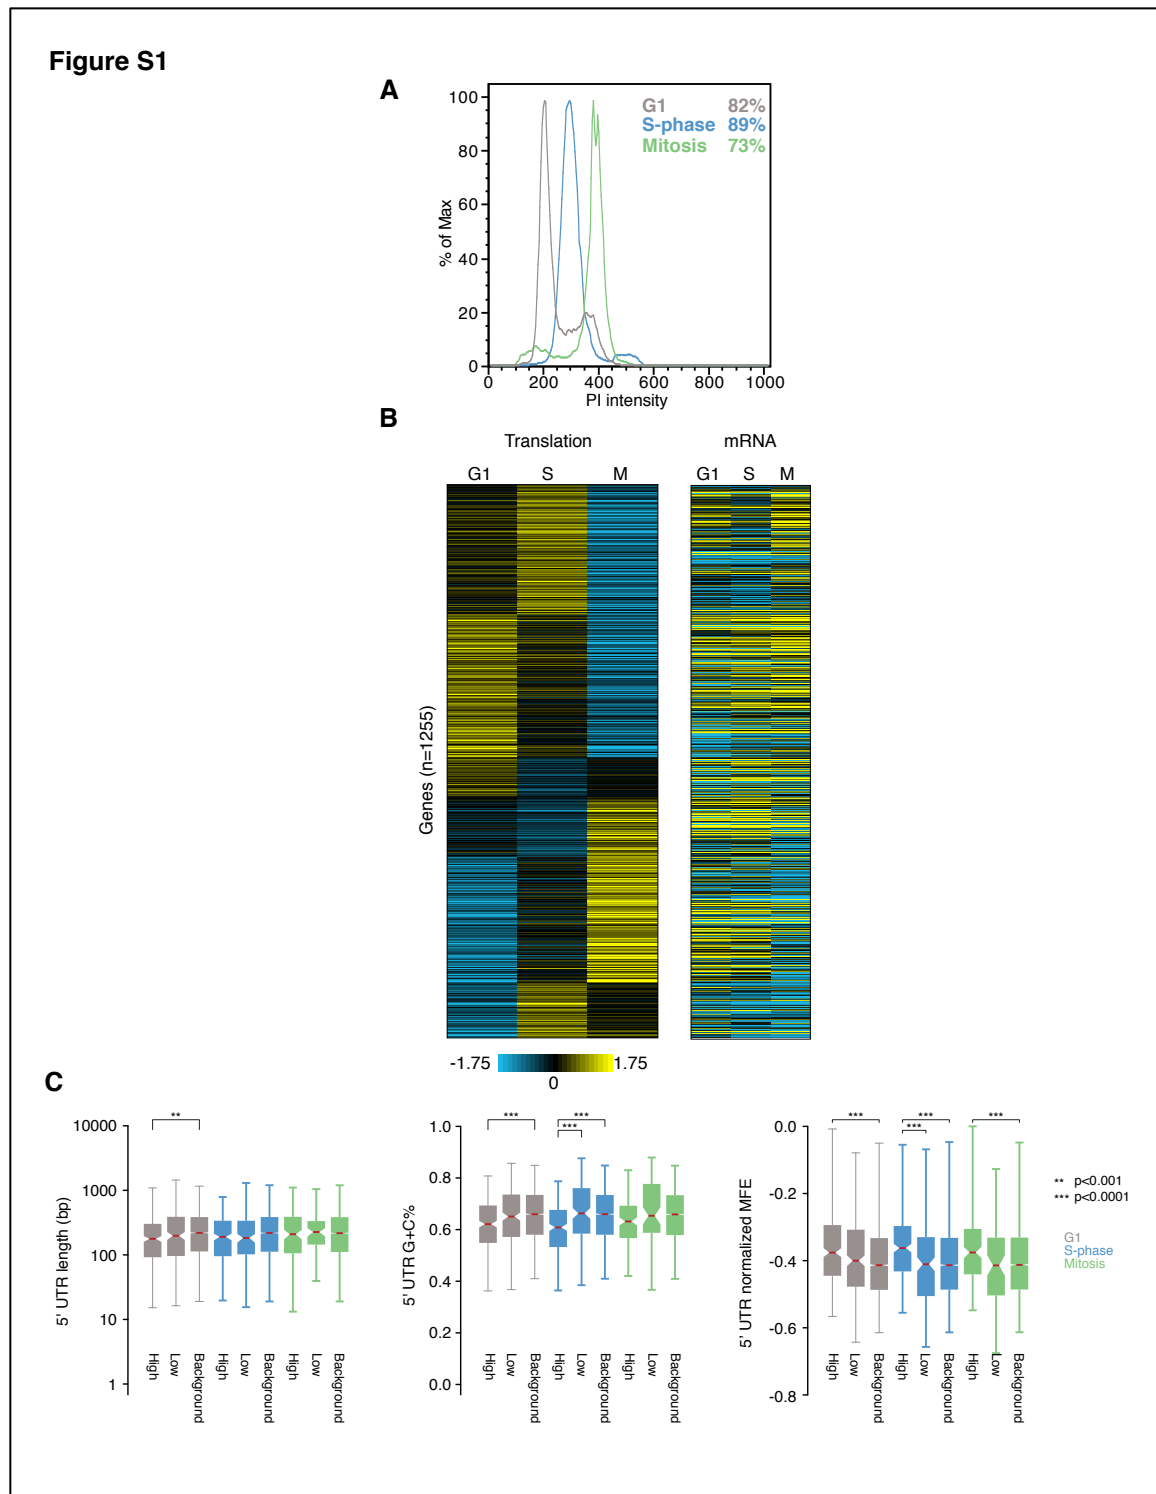 Figure S1
A
100
80
60
40
20
0
% of Max
G1 82%
S-phase 89%
Mitosis 73%
0 200 400 600 800 1000
PI intensity
B
Translation
mRNA
G1 S M
G1 S M
Genes (n=1255)
-1.75 1.75
0
C
10000
1000
100
10
1
5' UTR length (bp)
**
High Low Background High Low Background High Low Background
1.0
0.8
0.6
0.4
0.2
0.0
5' UTR G+C%
*** ***
***
High Low Background High Low Background High Low Background
0.0
-0.2
-0.4
-0.6
-0.8
5' UTR normalized MFE
*** *** ***
***
High Low Background High Low Background High Low Background
** p<0.001
*** p<0.0001
G1
S-phase
Mitosis